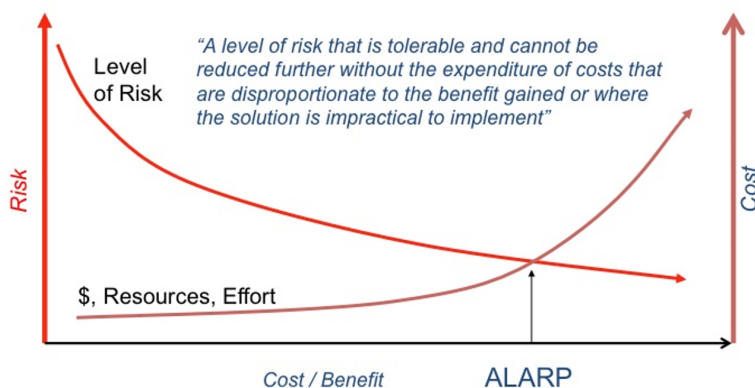 “A level of risk that is tolerable and cannot be
reduced further without the expenditure of costs that
are disproportionate to the benefit gained or where
the solution is impractical to implement”
Level
of Risk
Risk
Cost
$, Resources, Effort
Cost / Benefit
ALARP